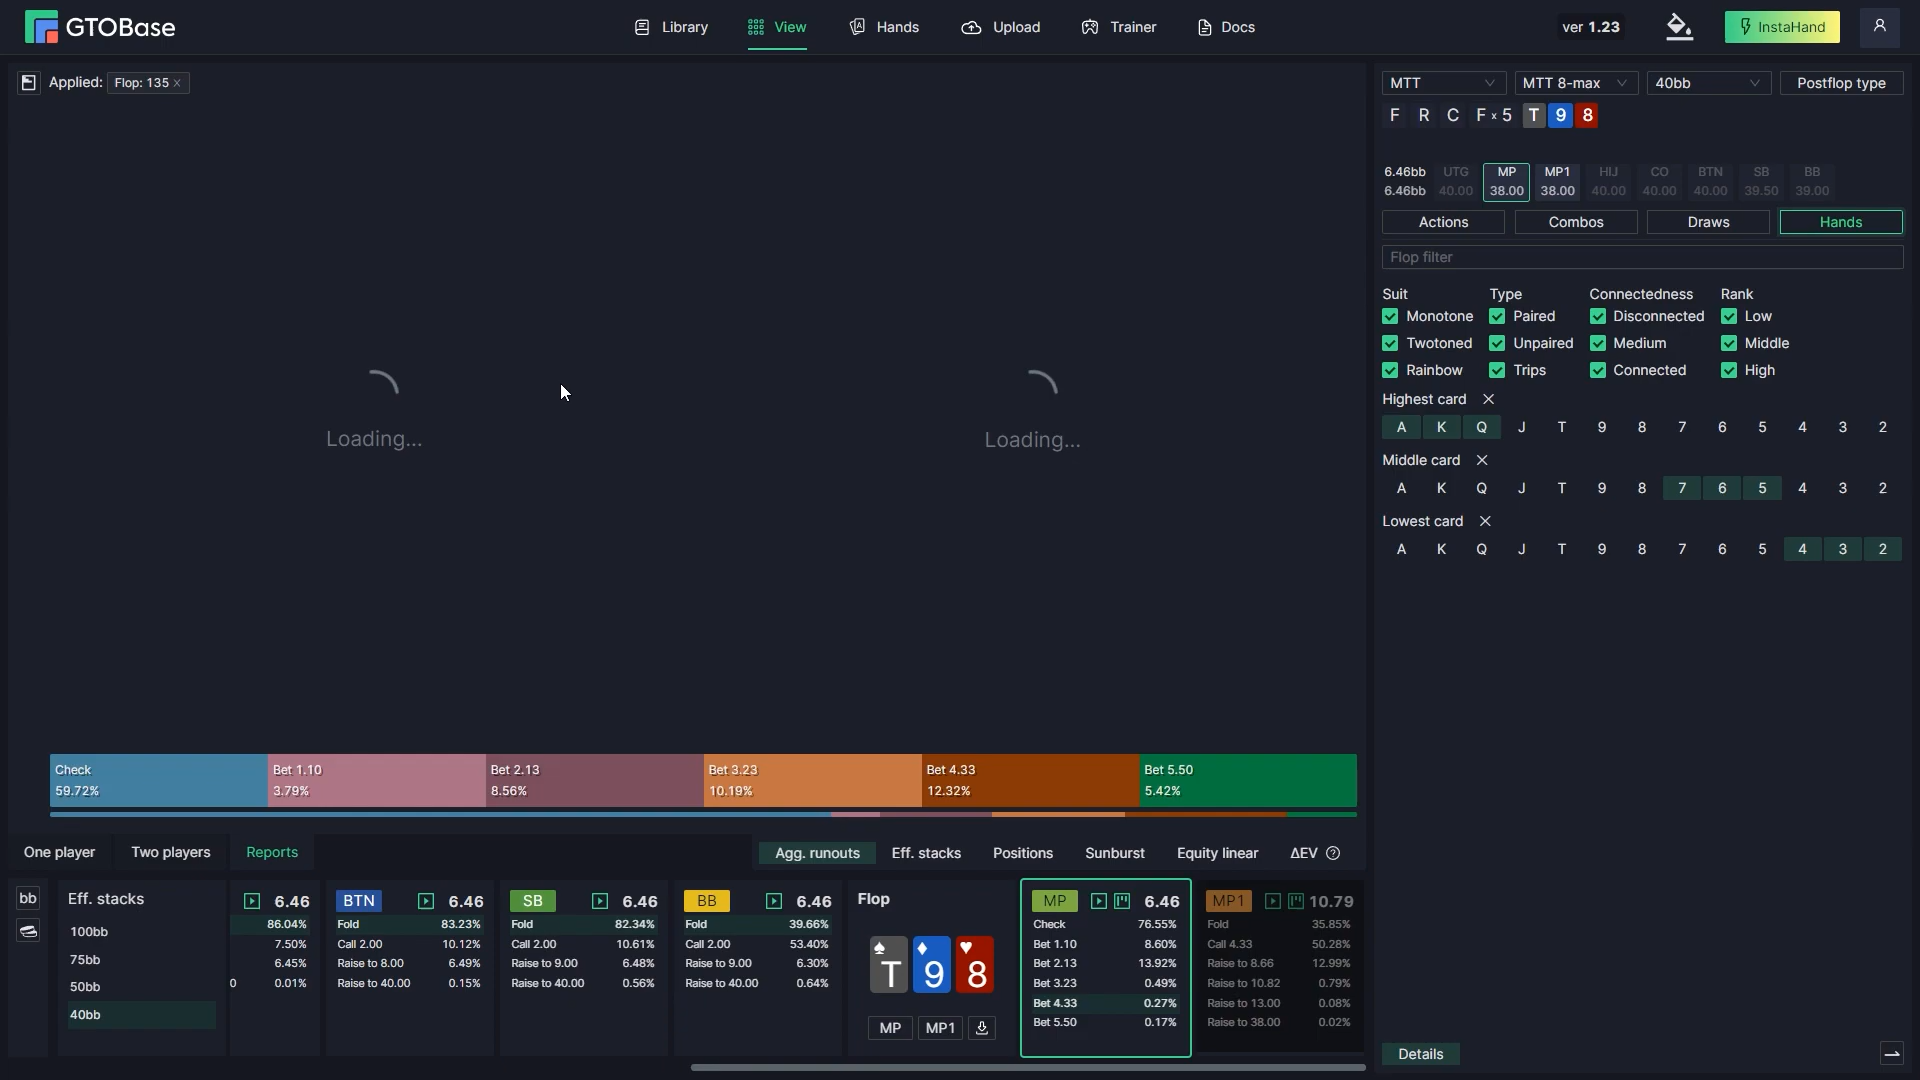 GTOBase
Library
View
Hands
Upload
Trainer
Docs
ver 1.23
InstaHand
Applied: Flop: 135
MTT
MTT 8-max
40bb
Postflop type
F R C F × 5 T 9 8
6.46bb UTG MP MP1 HIJ CO BTN SB BB
6.46bb 40.00 38.00 38.00 40.00 40.00 40.00 39.50 39.00
Actions
Combos
Draws
Hands
Flop filter
Suit Type Connectedness Rank
Monotone Paired Disconnected Low
Twotoned Unpaired Medium Middle
Rainbow Trips Connected High
Highest card
A K Q J T 9 8 7 6 5 4 3 2
Middle card
A K Q J T 9 8 7 6 5 4 3 2
Lowest card
A K Q J T 9 8 7 6 5 4 3 2
Loading...
Loading...
Check
59.72%
Bet 1.10
3.79%
Bet 2.13
8.56%
Bet 3.23
10.19%
Bet 4.33
12.32%
Bet 5.50
5.42%
One player
Two players
Reports
Agg. runouts
Eff. stacks
Positions
Sunburst
Equity linear
ΔEV ?
bb
Eff. stacks
100bb
75bb
50bb
40bb
6.46
86.04%
7.50%
6.45%
0 0.01%
BTN 6.46
Fold 83.23%
Call 2.00 10.12%
Raise to 8.00 6.49%
Raise to 40.00 0.15%
SB 6.46
Fold 82.34%
Call 2.00 10.61%
Raise to 9.00 6.48%
Raise to 40.00 0.56%
BB 6.46
Fold 39.66%
Call 2.00 53.40%
Raise to 9.00 6.30%
Raise to 40.00 0.64%
Flop
T 9 8
MP MP1
MP 6.46
Check 76.55%
Bet 1.10 8.60%
Bet 2.13 13.92%
Bet 3.23 0.49%
Bet 4.33 0.27%
Bet 5.50 0.17%
MP1 10.79
Fold 35.85%
Call 4.33 50.28%
Raise to 8.66 12.99%
Raise to 10.82 0.79%
Raise to 13.00 0.08%
Raise to 38.00 0.02%
Details